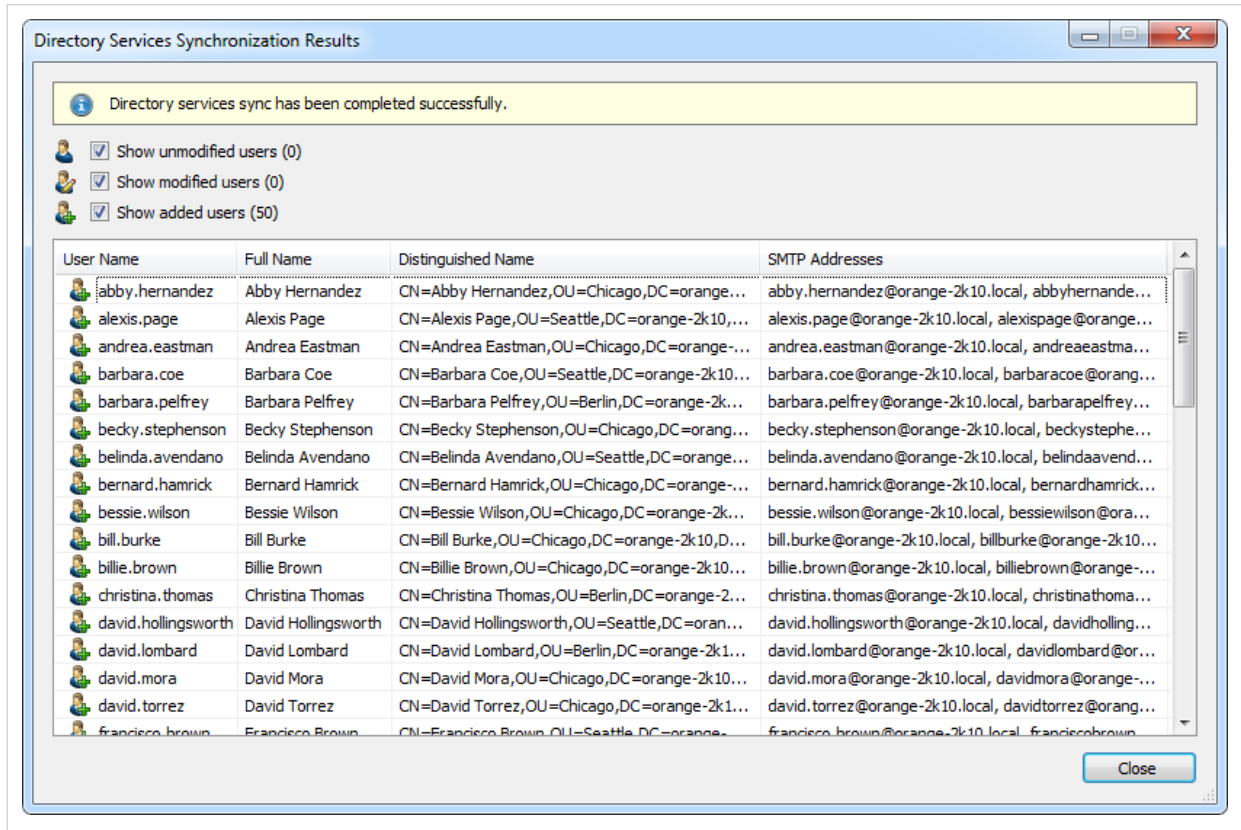 Directory Services Synchronization Results
Directory services sync has been completed successfully.
Show unmodified users (0)
Show modified users (0)
Show added users (50)
User Name Full Name Distinguished Name SMTP Addresses
abby.hernandez Abby Hernandez CN=Abby Hernandez,OU=Chicago,DC=orange... abby.hernandez@orange-2k10.local, abbyhernande...
alexis.page Alexis Page CN=Alexis Page,OU=Seattle,DC=orange-2k10,... alexis.page@orange-2k10.local, alexispage@orange...
andrea.eastman Andrea Eastman CN=Andrea Eastman,OU=Chicago,DC=orange-... andrea.eastman@orange-2k10.local, andreaeastma...
barbara.coe Barbara Coe CN=Barbara Coe,OU=Seattle,DC=orange-2k10... barbara.coe@orange-2k10.local, barbaracoe@orang...
barbara.pelfrey Barbara Pelfrey CN=Barbara Pelfrey,OU=Berlin,DC=orange-2k... barbara.pelfrey@orange-2k10.local, barbarapelfrey...
becky.stephenson Becky Stephenson CN=Becky Stephenson,OU=Chicago,DC=orang... becky.stephenson@orange-2k10.local, beckystephe...
belinda.avendano Belinda Avendano CN=Belinda Avendano,OU=Seattle,DC=orange... belinda.avendano@orange-2k10.local, belindaavend...
bernard.hamrick Bernard Hamrick CN=Bernard Hamrick,OU=Chicago,DC=orange-... bernard.hamrick@orange-2k10.local, bernardhamrick...
bessie.wilson Bessie Wilson CN=Bessie Wilson,OU=Chicago,DC=orange-2k... bessie.wilson@orange-2k10.local, bessiewilson@ora...
bill.burke Bill Burke CN=Bill Burke,OU=Chicago,DC=orange-2k10,D... bill.burke@orange-2k10.local, billburke@orange-2k10...
billie.brown Billie Brown CN=Billie Brown,OU=Chicago,DC=orange-2k10... billie.brown@orange-2k10.local, billiebrown@orange-...
christina.thomas Christina Thomas CN=Christina Thomas,OU=Berlin,DC=orange-2... christina.thomas@orange-2k10.local, christinathoma...
david.hollingsworth David Hollingsworth CN=David Hollingsworth,OU=Seattle,DC=oran... david.hollingsworth@orange-2k10.local, davidholling...
david.lombard David Lombard CN=David Lombard,OU=Berlin,DC=orange-2k1... david.lombard@orange-2k10.local, davidlombard@or...
david.mora David Mora CN=David Mora,OU=Chicago,DC=orange-2k10... david.mora@orange-2k10.local, davidmora@orange-...
david.torrez David Torrez CN=David Torrez,OU=Chicago,DC=orange-2k1... david.torrez@orange-2k10.local, davidtorrez@orang...
francisco.brown Francisco Brown CN=Francisco Brown,OU=Seattle,DC=orange-... francisco.brown@orange-2k10.local, franciscobrown...
Close